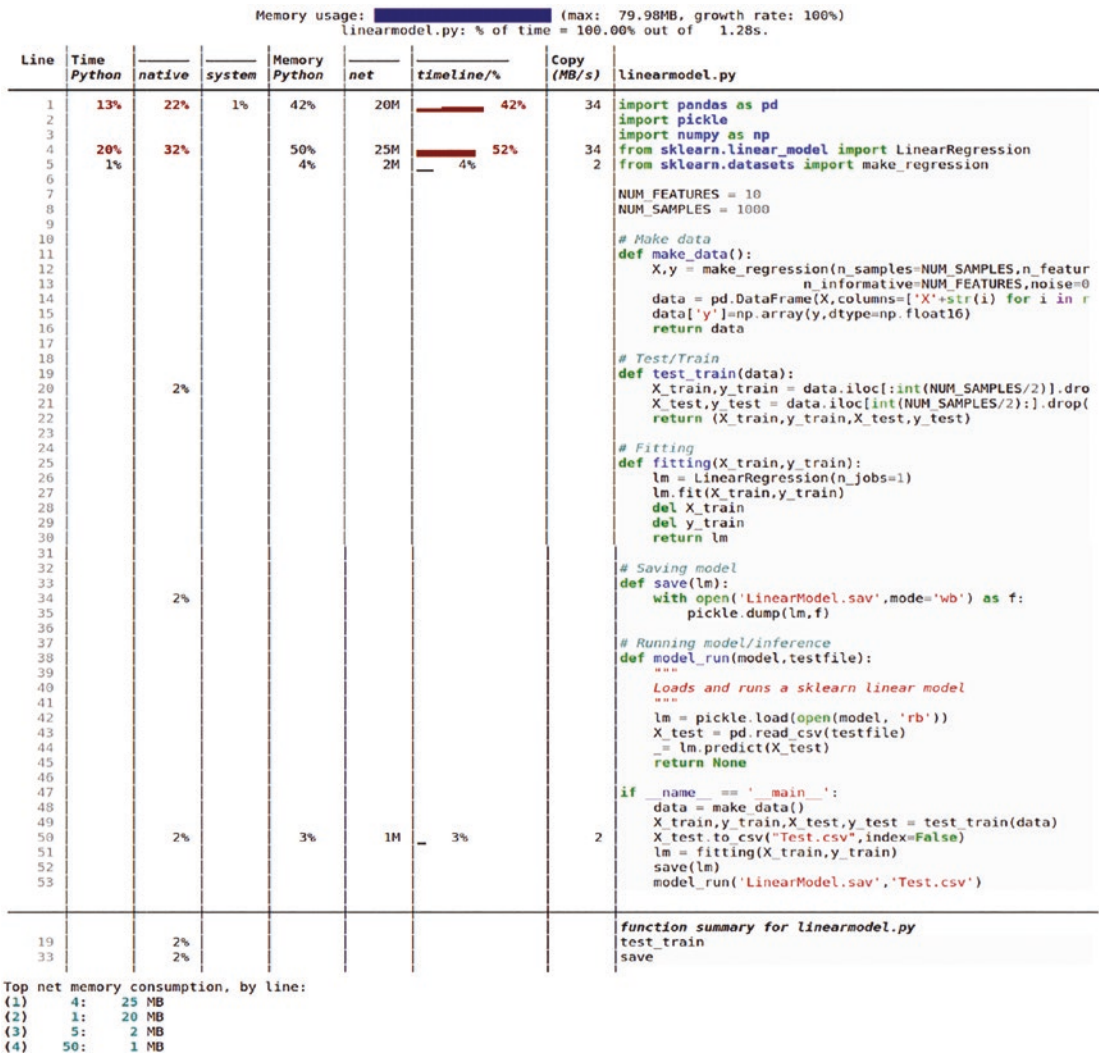 Memory usage: (max: 79.98MB, growth rate: 100%)
linearmodel.py: % of time = 100.00% out of 1.28s.
Line |Time |Memory |Copy
|Python |native |system |Python |net |timeline/% |(MB/s) |linearmodel.py
1 | 13% | 22% | 1% | 42% | 20M | 42% | 34 |import pandas as pd
2 |import pickle
3 |import numpy as np
4 | 20% | 32% | | 50% | 25M | 52% | 34 |from sklearn.linear_model import LinearRegression
5 | 1% | | | 4% | 2M | 4% | 2 |from sklearn.datasets import make_regression
6
7 |NUM_FEATURES = 10
8 |NUM_SAMPLES = 1000
9
10 |# Make data
11 |def make_data():
12 | X,y = make_regression(n_samples=NUM_SAMPLES,n_featur
13 | n_informative=NUM_FEATURES,noise=0
14 | data = pd.DataFrame(X,columns=['X'+str(i) for i in r
15 | data['y']=np.array(y,dtype=np.float16)
16 | return data
17
18 |# Test/Train
19 |def test_train(data):
20 | | 2% | X_train,y_train = data.iloc[:int(NUM_SAMPLES/2)].dro
21 | X_test,y_test = data.iloc[int(NUM_SAMPLES/2):].drop(
22 | return (X_train,y_train,X_test,y_test)
23
24 |# Fitting
25 |def fitting(X_train,y_train):
26 | lm = LinearRegression(n_jobs=1)
27 | lm.fit(X_train,y_train)
28 | del X_train
29 | del y_train
30 | return lm
31
32 |# Saving model
33 |def save(lm):
34 | | 2% | with open('LinearModel.sav',mode='wb') as f:
35 | pickle.dump(lm,f)
36
37 |# Running model/inference
38 |def model_run(model,testfile):
39 | """
40 | Loads and runs a sklearn linear model
41 | """
42 | lm = pickle.load(open(model, 'rb'))
43 | X_test = pd.read_csv(testfile)
44 | _= lm.predict(X_test)
45 | return None
46
47 |if __name__ == '__main__':
48 | data = make_data()
49 | X_train,y_train,X_test,y_test = test_train(data)
50 | | 2% | | 3% | 1M | 3% | 2 | X_test.to_csv("Test.csv",index=False)
51 | lm = fitting(X_train,y_train)
52 | save(lm)
53 | model_run('LinearModel.sav','Test.csv')
|function summary for linearmodel.py
19 | | 2% |test_train
33 | | 2% |save
Top net memory consumption, by line:
(1) 4: 25 MB
(2) 1: 20 MB
(3) 5: 2 MB
(4) 50: 1 MB